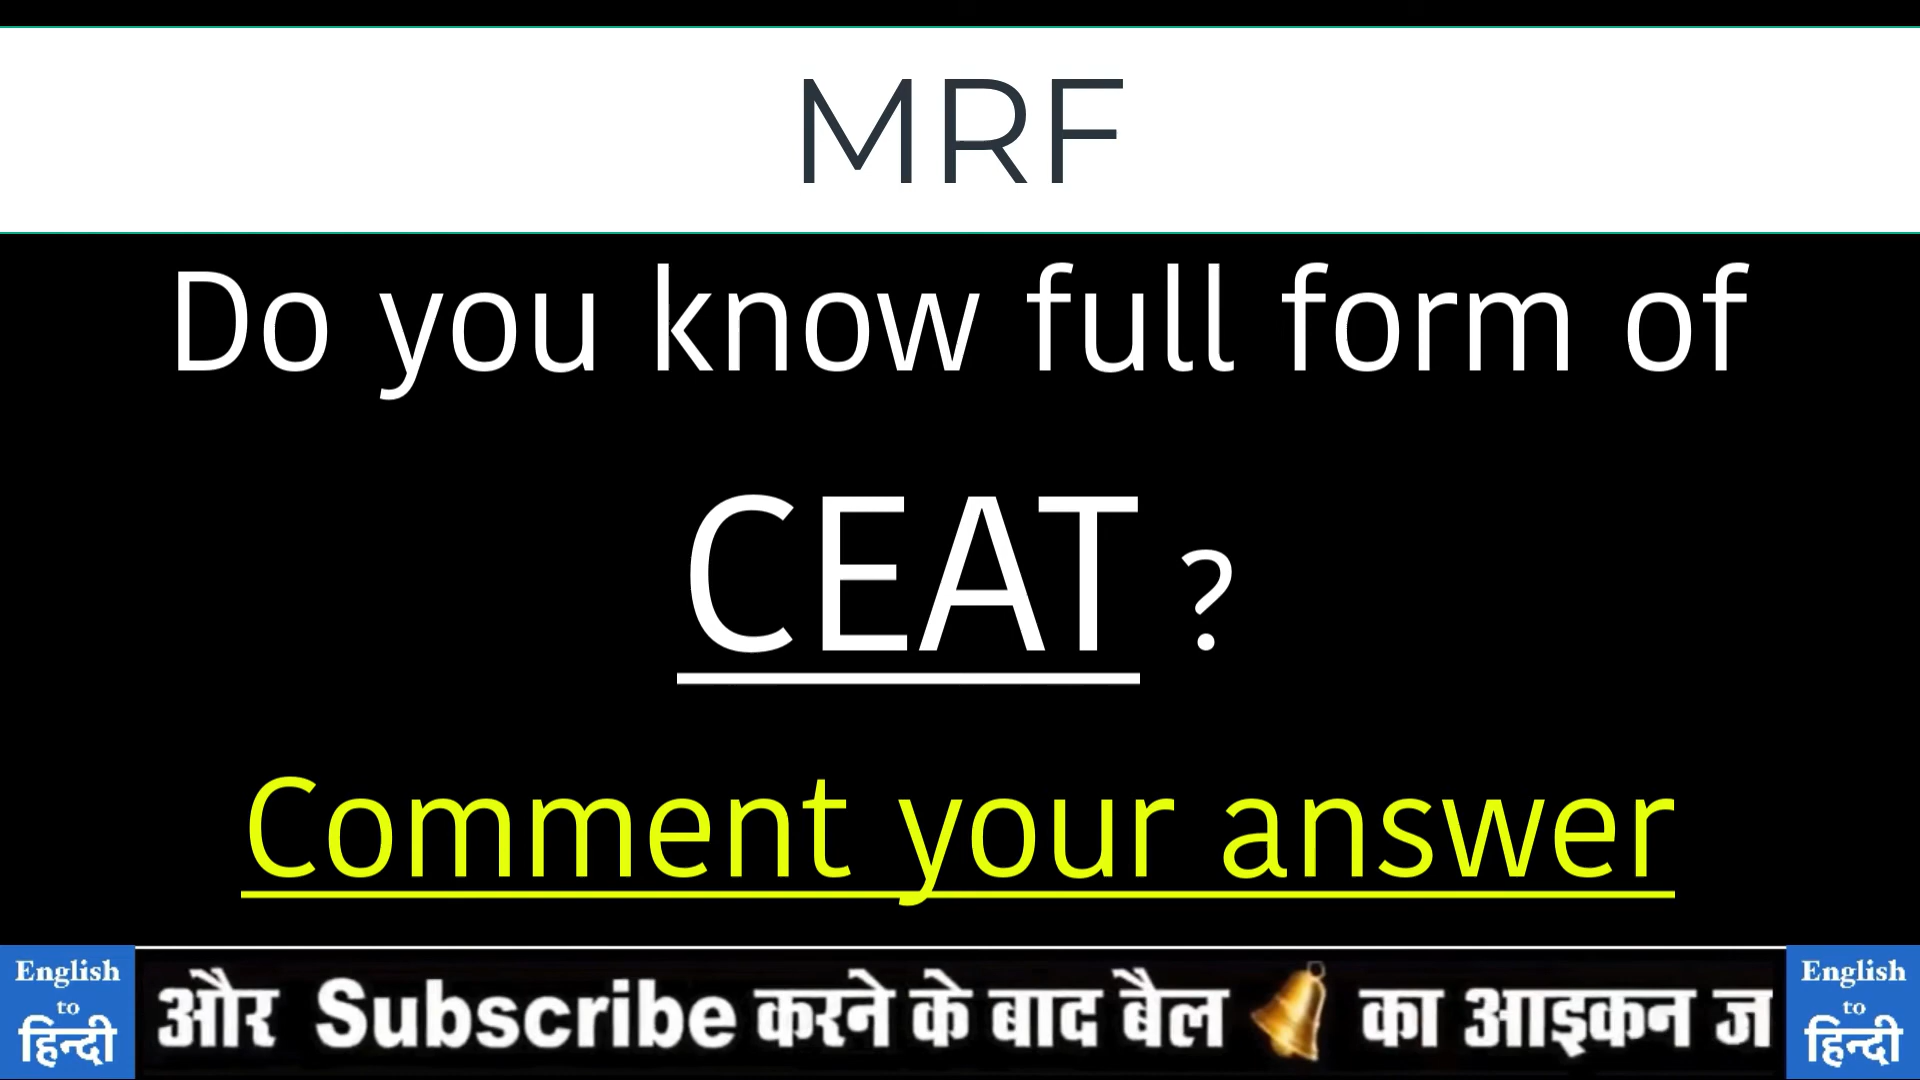 MRF
Do you know full form of
CEAT ?
Comment your answer
English
to
हिन्दी
और Subscribe करने के बाद बैल का आइकन ज
English
to
हिन्दी